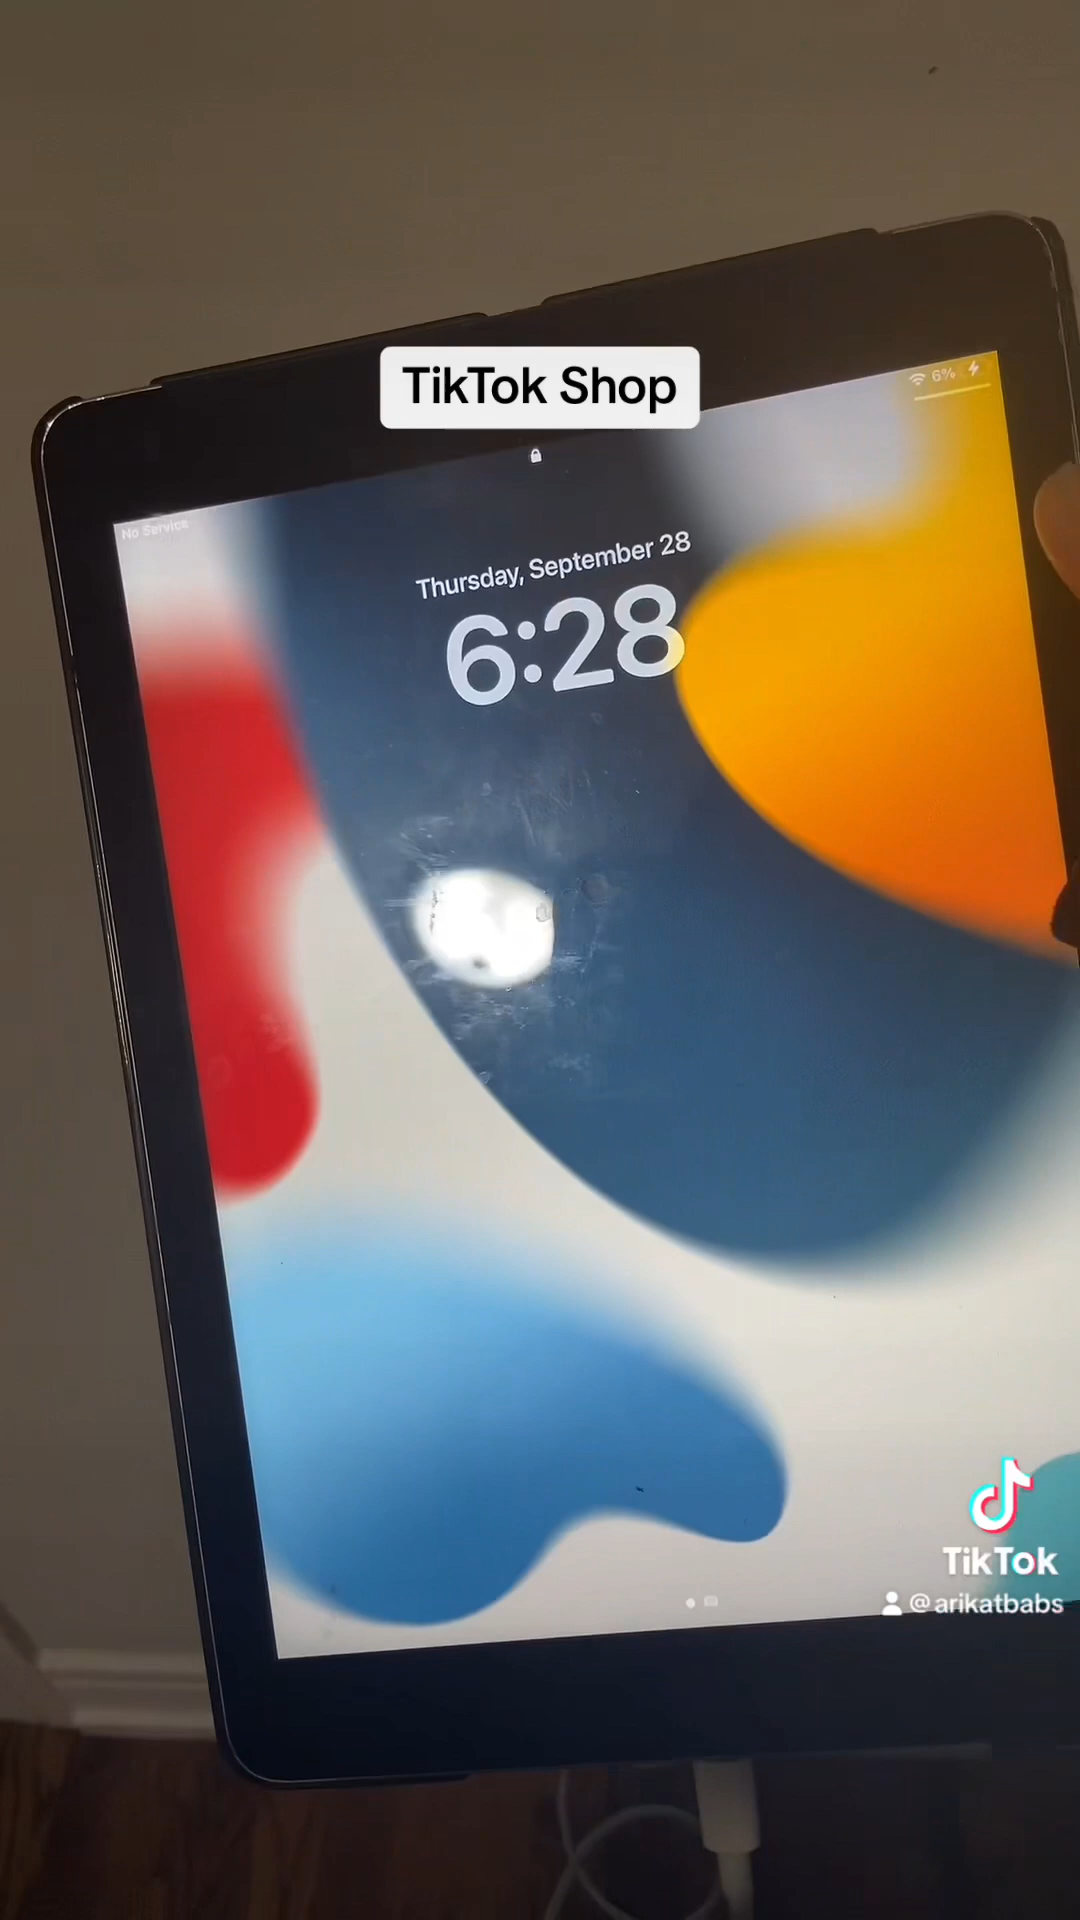 TikTok Shop
6%
No Service
Thursday, September 28
6:28
TikTok
@arikatbabs